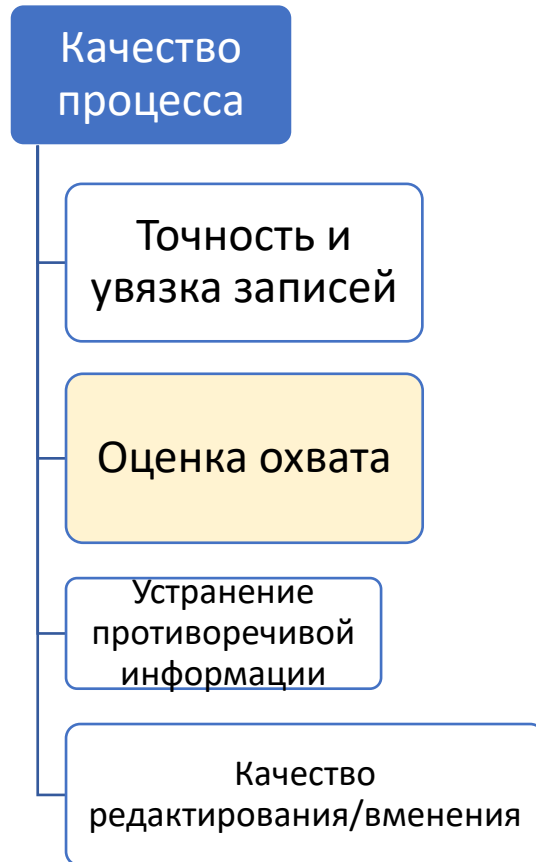 Качество
процесса
Точность и
увязка записей
Оценка охвата
Устранение
противоречивой
информации
Качество
редактирования/вменения